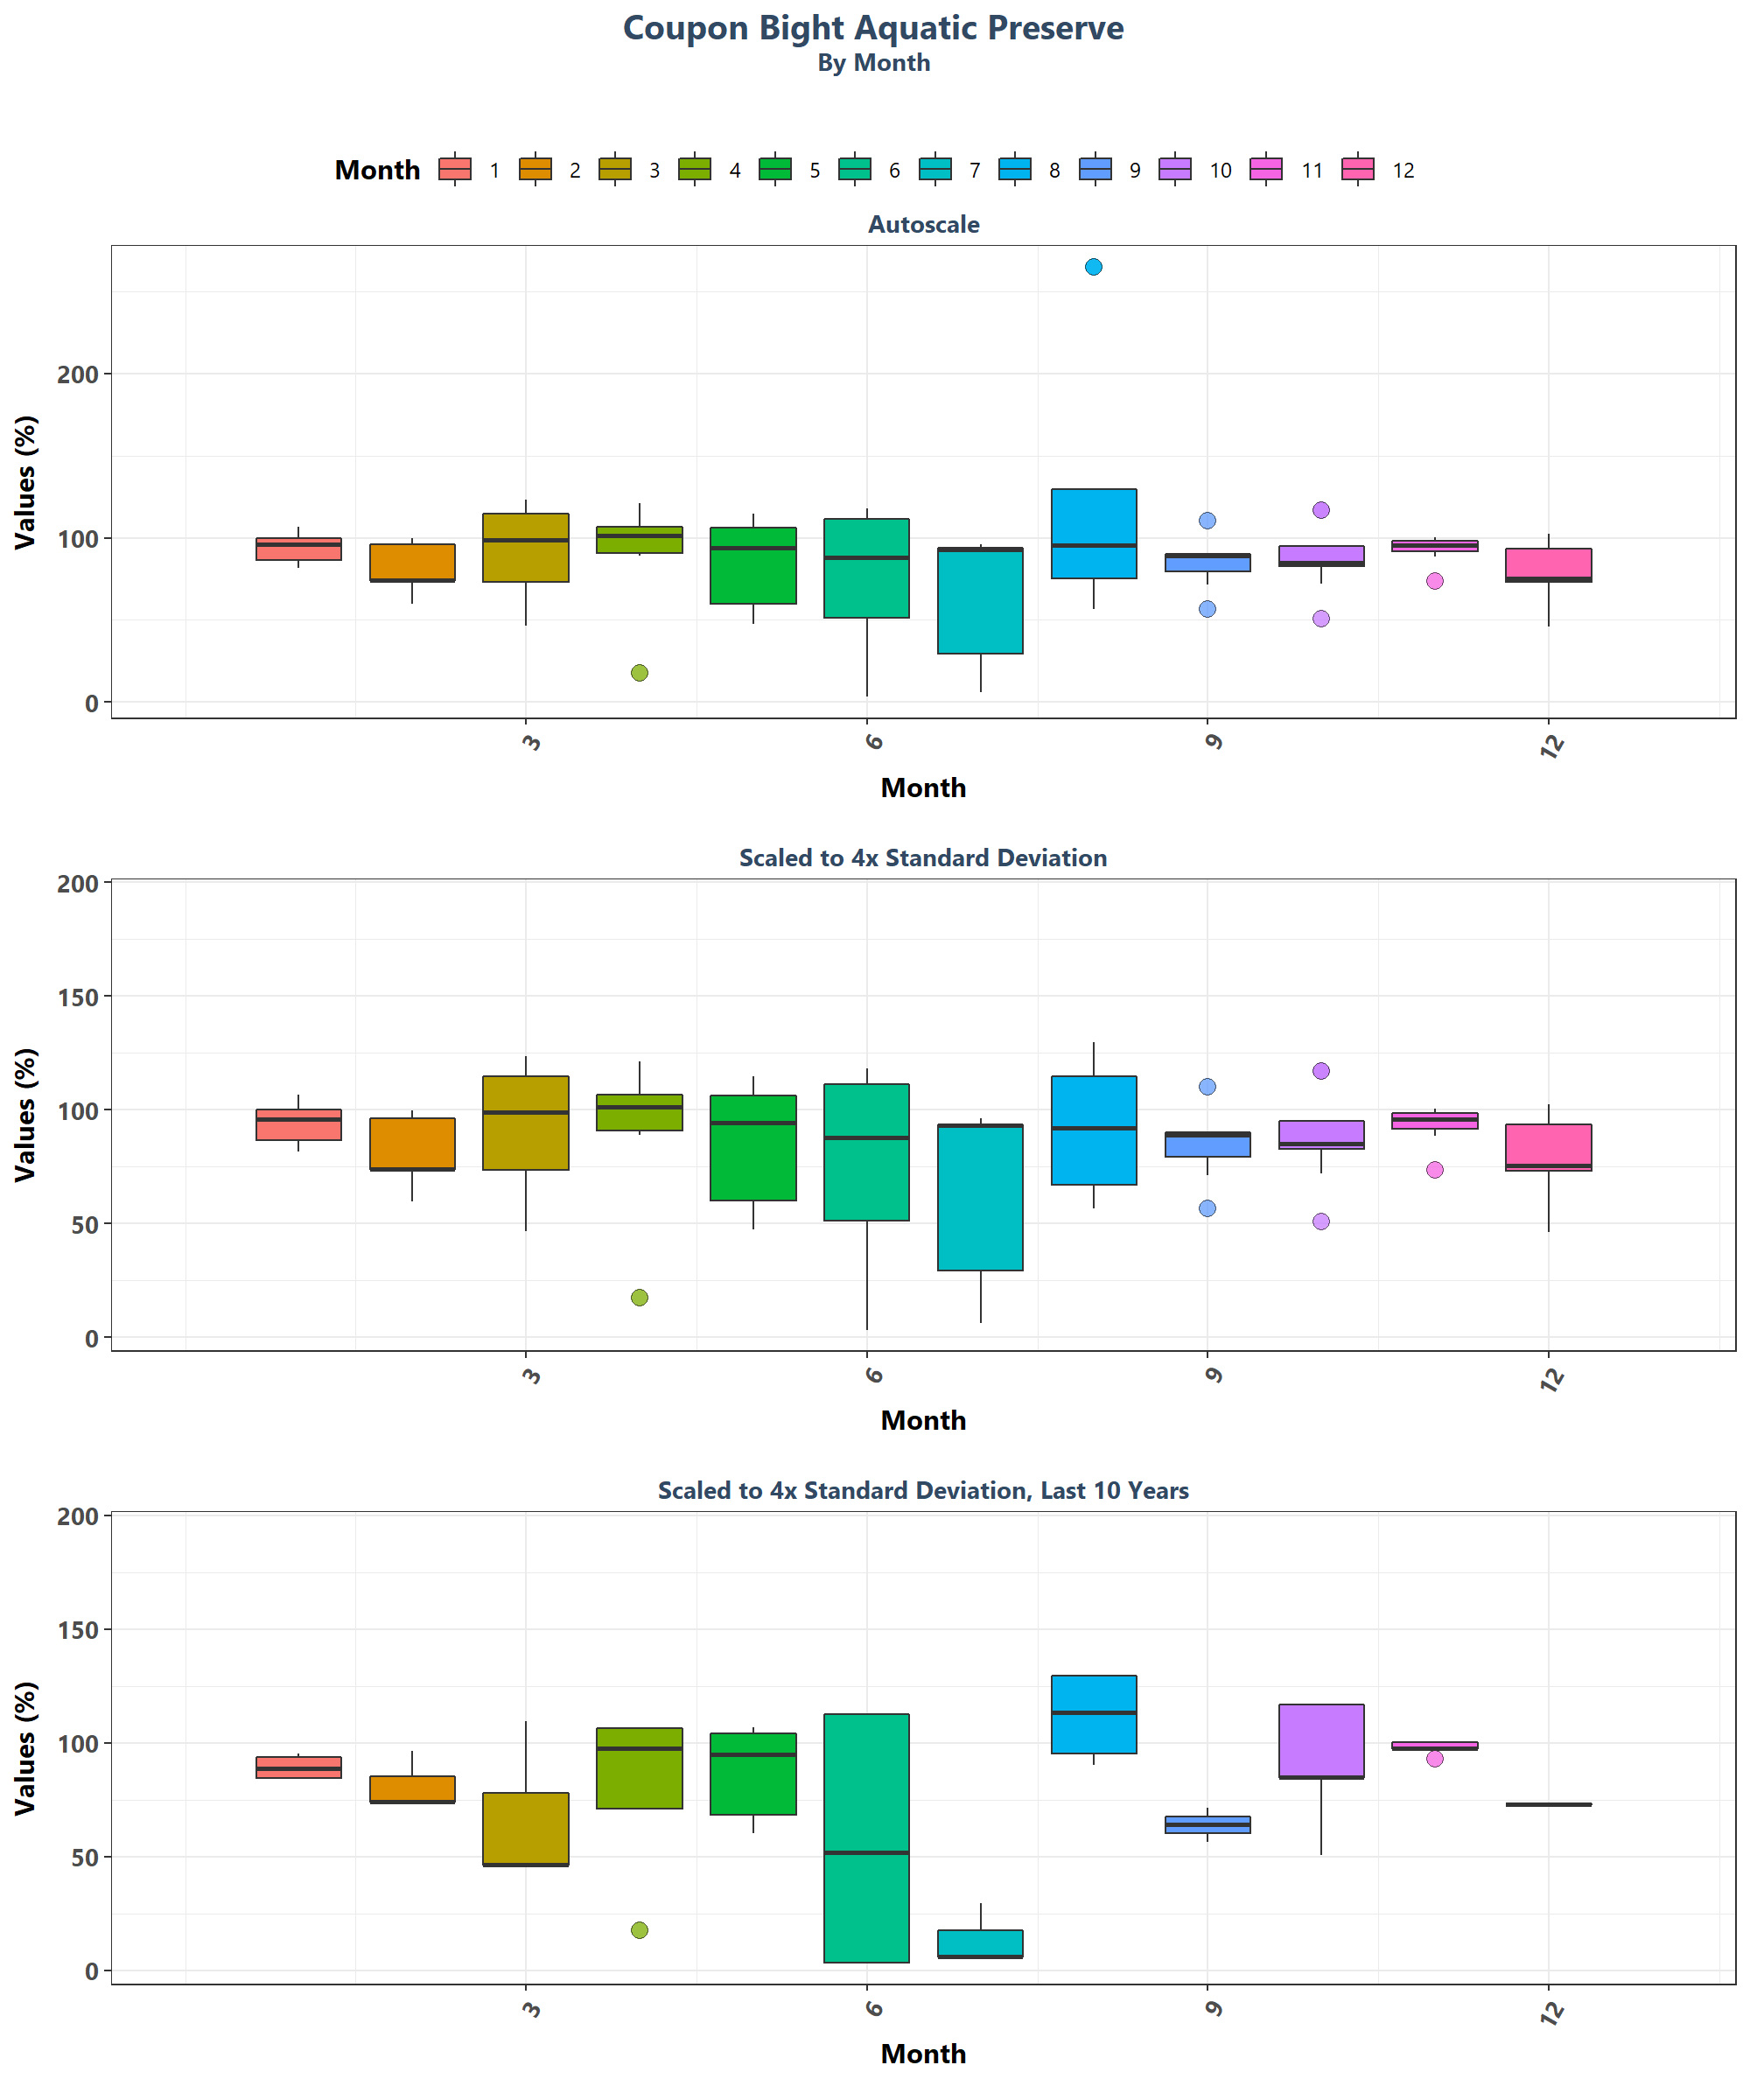 Coupon Bight Aquatic Preserve
By Month
Month 1 2 3 4 5 6 7 8 9 10 11 12
Autoscale
Values (%)
200
100
0
3 6 9 12
Month
Scaled to 4x Standard Deviation
Values (%)
200
150
100
50
0
3 6 9 12
Month
Scaled to 4x Standard Deviation, Last 10 Years
Values (%)
200
150
100
50
0
3 6 9 12
Month